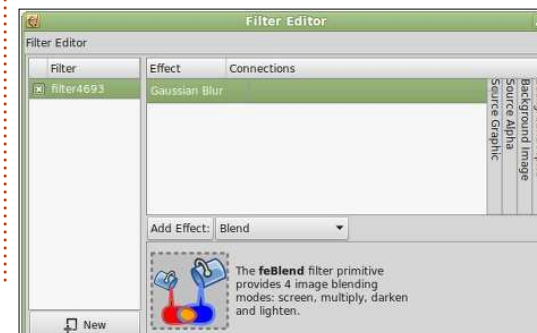 Filter Editor
Filter Editor
Filter
Effect
Connections
filter4693
Gaussian Blur
Source Graphic
Source Alpha
Background Image
Add Effect:
Blend
The feBlend filter primitive
provides 4 image blending
modes: screen, multiply, darken
and lighten.
New